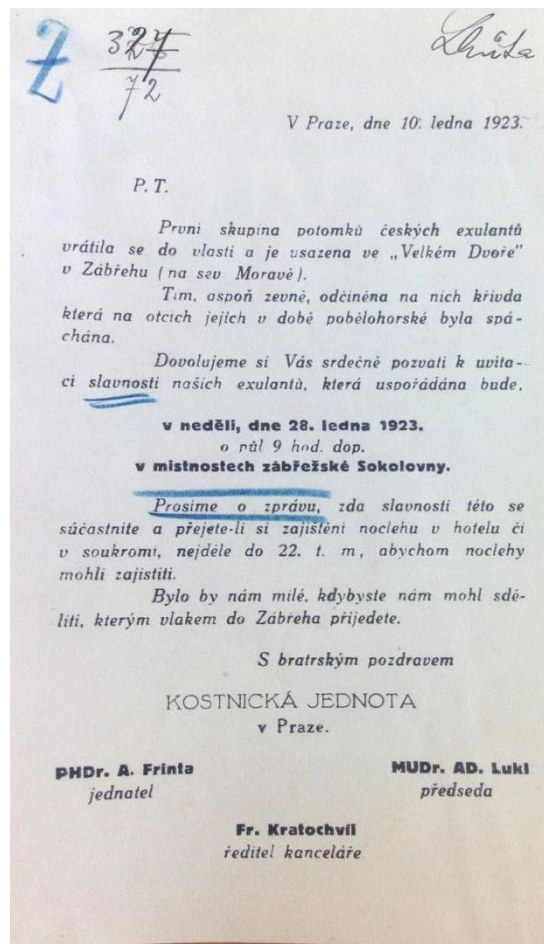 Z
324
72
Lhůta
V Praze, dne 10. ledna 1923.
P. T.
První skupina potomků českých exulantů
vrátila se do vlasti a je usazena ve „Velkém Dvoře”
v Zábřehu (na sev Moravě).
Tím, aspoň zevně, odčiněna na nich křivda
která na otcích jejich v době pobělohorské byla spá-
chána.
Dovolujeme si Vás srdečně pozvati k uvíta-
cí slavnosti našich exulantů, která uspořádána bude.
v neděli, dne 28. ledna 1923.
o půl 9 hod. dop.
v místnostech zábřežské Sokolovny.
Prosíme o zprávu, zda slavnosti této se
súčastníte a přejete-li si zajištění noclehu v hotelu či
v soukromí, nejdéle do 22. t. m, abychom noclehy
mohli zajistiti.
Bylo by nám milé, kdybyste nám mohl sdě-
liti, kterým vlakem do Zábřeha přijedete.
S bratrským pozdravem
KOSTNICKÁ JEDNOTA
v Praze.
PHDr. A. Frinta
MUDr. AD. Lukl
jednatel
předseda
Fr. Kratochvíl
ředitel kanceláře